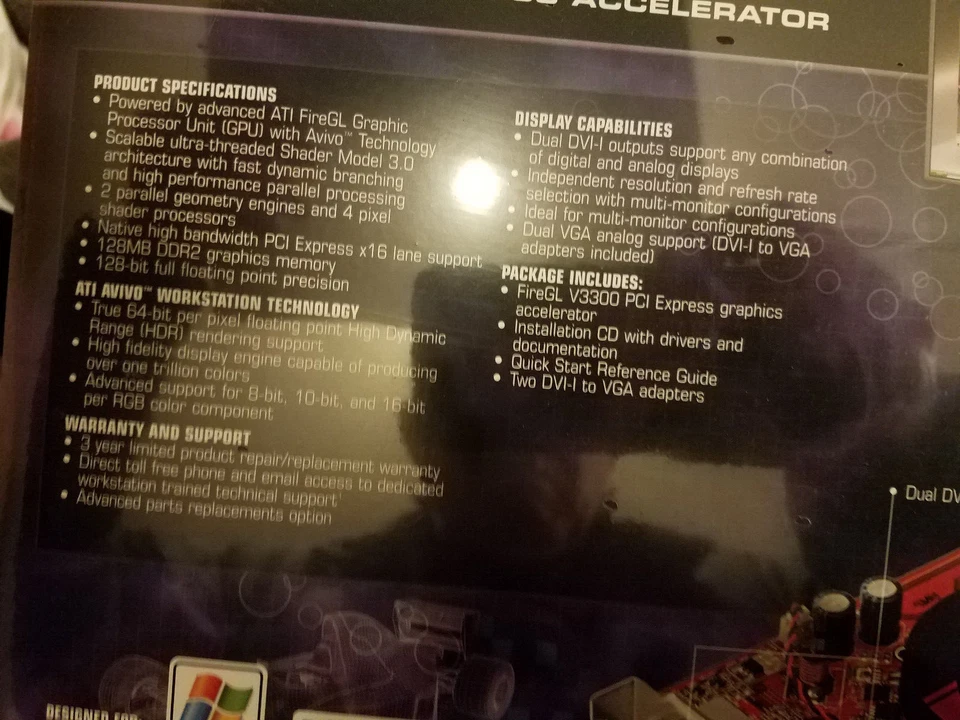 ACCELERATOR
PRODUCT SPECIFICATIONS
• Powered by advanced ATI FireGL Graphic
Processor Unit (GPU) with Avivo™ Technology
• Scalable ultra-threaded Shader Model 3.0
architecture with fast dynamic branching
and high performance parallel processing
• 2 parallel geometry engines and 4 pixel
shader processors
• Native high bandwidth PCI Express x16 lane support
• 128MB DDR2 graphics memory
• 128-bit full floating point precision
ATI AVIVO™ WORKSTATION TECHNOLOGY
• True 64-bit per pixel floating point High Dynamic
Range (HDR) rendering support
• High fidelity display engine capable of producing
over one trillion colors
• Advanced support for 8-bit, 10-bit, and 16-bit
per RGB color component
WARRANTY AND SUPPORT
• 3 year limited product repair/replacement warranty
• Direct toll free phone and email access to dedicated
workstation trained technical support¹
• Advanced parts replacements option
DISPLAY CAPABILITIES
• Dual DVI-I outputs support any combination
of digital and analog displays
• Independent resolution and refresh rate
selection with multi-monitor configurations
• Ideal for multi-monitor configurations
• Dual VGA analog support (DVI-I to VGA
adapters included)
PACKAGE INCLUDES:
• FireGL V3300 PCI Express graphics
accelerator
• Installation CD with drivers and
documentation
• Quick Start Reference Guide
• Two DVI-I to VGA adapters
Dual DV
DESIGNED FOR: